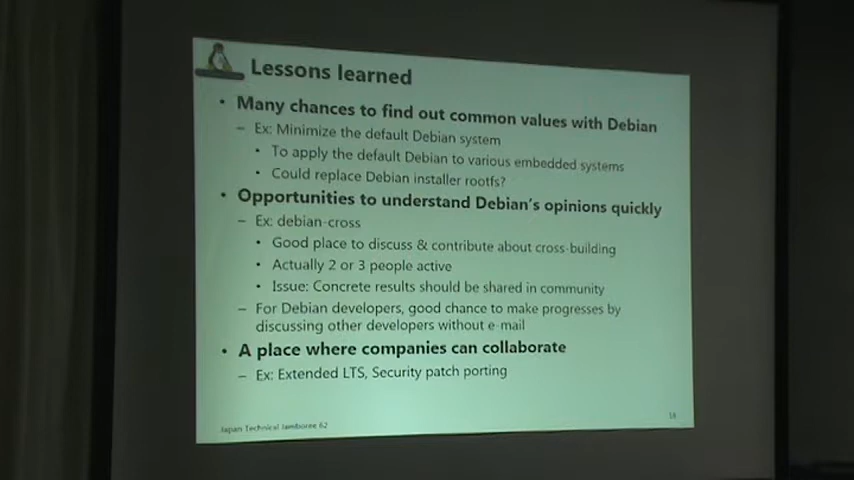 Lessons learned
• Many chances to find out common values with Debian
– Ex: Minimize the default Debian system
• To apply the default Debian to various embedded systems
• Could replace Debian installer rootfs?
• Opportunities to understand Debian's opinions quickly
– Ex: debian-cross
• Good place to discuss & contribute about cross-building
• Actually 2 or 3 people active
• Issue: Concrete results should be shared in community
– For Debian developers, good chance to make progresses by
discussing other developers without e-mail
• A place where companies can collaborate
– Ex: Extended LTS, Security patch porting
Japan Technical Jamboree 62